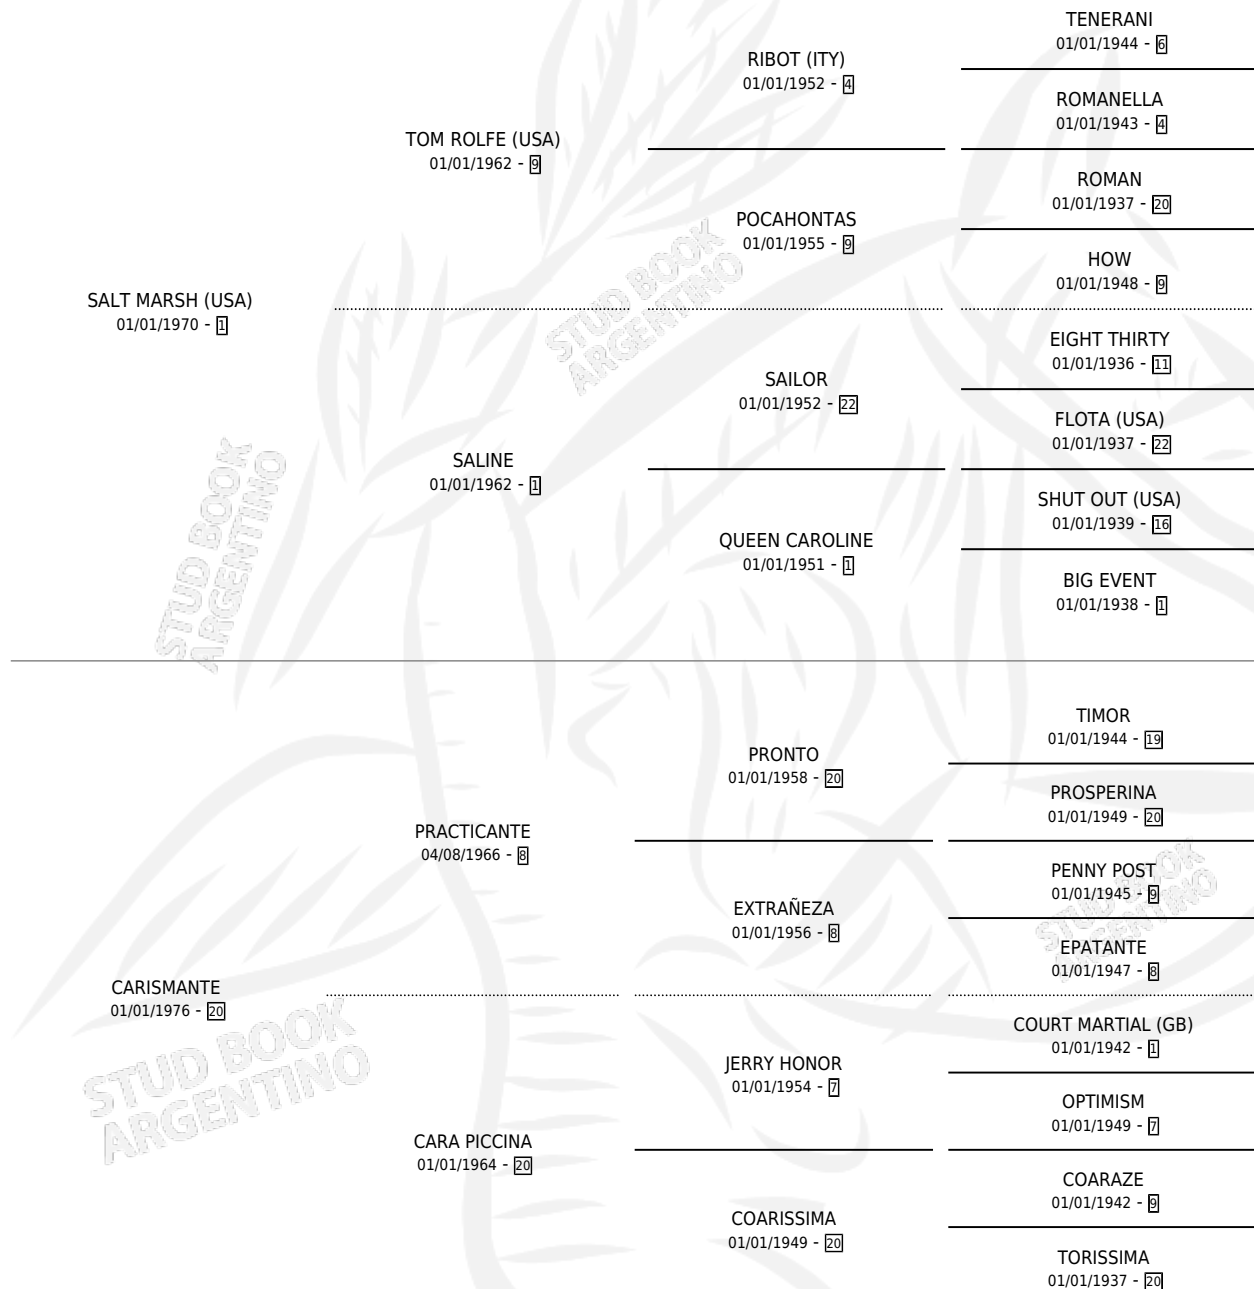 TENERANI
01/01/1944 - 6
RIBOT (ITY)
01/01/1952 - 4
ROMANELLA
01/01/1943 - 4
TOM ROLFE (USA)
01/01/1962 - 9
ROMAN
01/01/1937 - 20
POCAHONTAS
01/01/1955 - 9
HOW
01/01/1948 - 9
SALT MARSH (USA)
01/01/1970 - 1
STUD BOOK
ARGENTINO
EIGHT THIRTY
01/01/1936 - 11
SAILOR
01/01/1952 - 22
FLOTA (USA)
01/01/1937 - 22
SALINE
01/01/1962 - 1
SHUT OUT (USA)
01/01/1939 - 16
QUEEN CAROLINE
01/01/1951 - 1
BIG EVENT
01/01/1938 - 1
STUD BOOK
ARGENTINO
TIMOR
01/01/1944 - 19
PRONTO
01/01/1958 - 20
PROSPERINA
01/01/1949 - 20
PRACTICANTE
04/08/1966 - 8
PENNY POST
01/01/1945 - 9
EXTRAÑEZA
01/01/1956 - 8
STUD BOOK
ARGENTINO
EPATANTE
01/01/1947 - 8
CARISMANTE
01/01/1976 - 20
COURT MARTIAL (GB)
01/01/1942 - 1
JERRY HONOR
01/01/1954 - 7
STUD BOOK
ARGENTINO
OPTIMISM
01/01/1949 - 7
CARA PICCINA
01/01/1964 - 20
COARAZE
01/01/1942 - 9
COARISSIMA
01/01/1949 - 20
TORISSIMA
01/01/1937 - 20